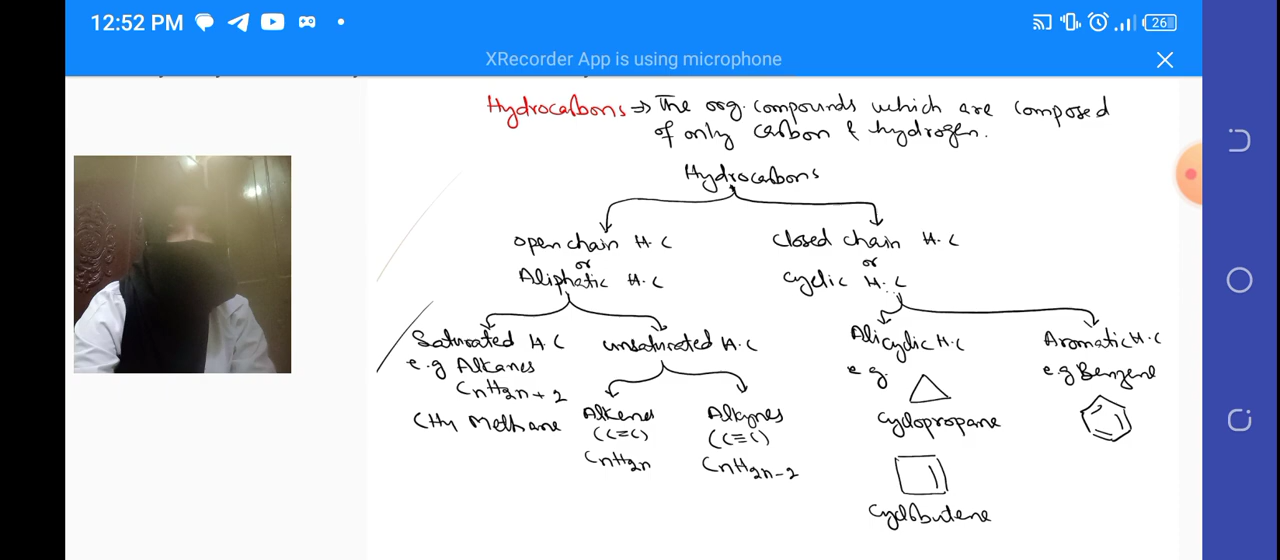 12:52 PM
26
XRecorder App is using microphone
Hydrocarbons → The org. compounds which are composed
of only carbon & hydrogen.
Hydrocarbons
open chain H.C
or
Aliphatic H.C
Closed chain H.C
or
Cyclic H.C
Saturated H.C
e.g Alkanes
CnH2n+2
CH4 Methane
unsaturated H.C
Alkenes
(C=C)
CnH2n
Alkynes
(C≡C)
CnH2n-2
Alicyclic H.C
e.g.
Cyclopropane
Cyclobutene
Aromatic H.C
e.g Benzene